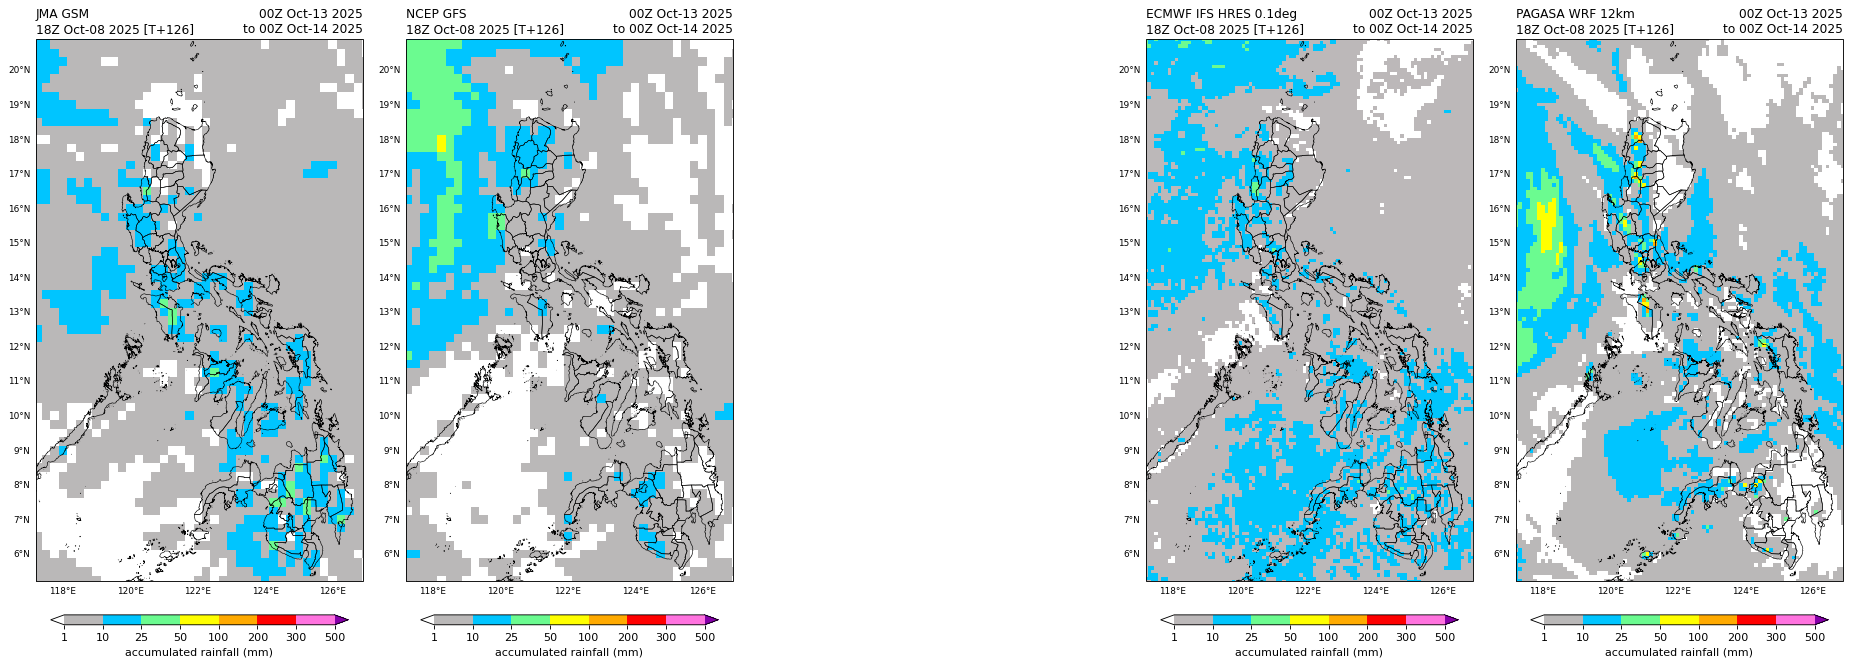 JMA GSM 00Z Oct-13 2025
18Z Oct-08 2025 [T+126] to 00Z Oct-14 2025
20°N
19°N
18°N
17°N
16°N
15°N
14°N
13°N
12°N
11°N
10°N
9°N
8°N
7°N
6°N
118°E 120°E 122°E 124°E 126°E
1 10 25 50 100 200 300 500
accumulated rainfall (mm)
NCEP GFS 00Z Oct-13 2025
18Z Oct-08 2025 [T+126] to 00Z Oct-14 2025
20°N
19°N
18°N
17°N
16°N
15°N
14°N
13°N
12°N
11°N
10°N
9°N
8°N
7°N
6°N
118°E 120°E 122°E 124°E 126°E
1 10 25 50 100 200 300 500
accumulated rainfall (mm)
ECMWF IFS HRES 0.1deg 00Z Oct-13 2025
18Z Oct-08 2025 [T+126] to 00Z Oct-14 2025
20°N
19°N
18°N
17°N
16°N
15°N
14°N
13°N
12°N
11°N
10°N
9°N
8°N
7°N
6°N
118°E 120°E 122°E 124°E 126°E
1 10 25 50 100 200 300 500
accumulated rainfall (mm)
PAGASA WRF 12km 00Z Oct-13 2025
18Z Oct-08 2025 [T+126] to 00Z Oct-14 2025
20°N
19°N
18°N
17°N
16°N
15°N
14°N
13°N
12°N
11°N
10°N
9°N
8°N
7°N
6°N
118°E 120°E 122°E 124°E 126°E
1 10 25 50 100 200 300 500
accumulated rainfall (mm)